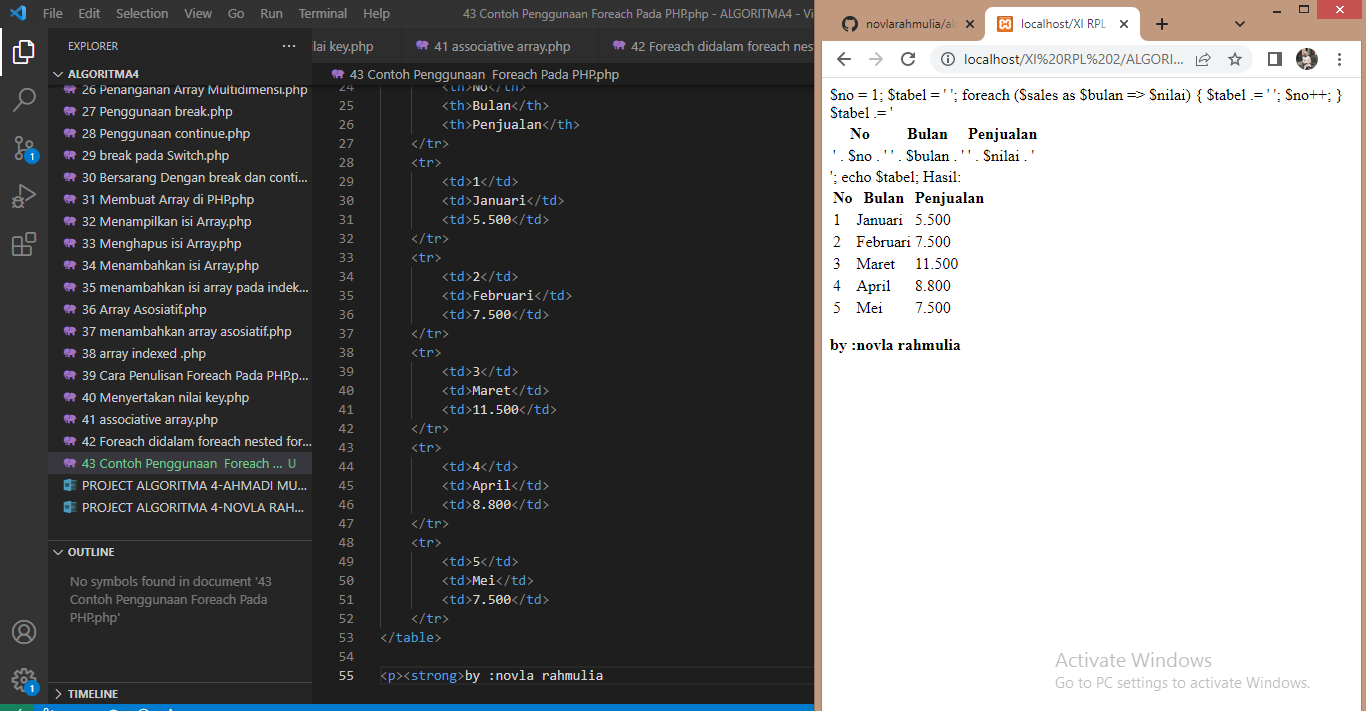 File Edit Selection View Go Run Terminal Help
43 Contoh Penggunaan Foreach Pada PHP.php - ALGORITMA4 - Vi
EXPLORER
ALGORITMA4
26 Penanganan Array Multidimensi.php
27 Penggunaan break.php
28 Penggunaan continue.php
29 break pada Switch.php
30 Bersarang Dengan break dan conti...
31 Membuat Array di PHP.php
32 Menampilkan isi Array.php
33 Menghapus isi Array.php
34 Menambahkan isi Array.php
35 menambahkan isi array pada indek...
36 Array Asosiatif.php
37 menambahkan array asosiatif.php
38 array indexed .php
39 Cara Penulisan Foreach Pada PHP.p...
40 Menyertakan nilai key.php
41 associative array.php
42 Foreach didalam foreach nested for...
43 Contoh Penggunaan  Foreach ... U
PROJECT ALGORITMA 4-AHMADI MU...
PROJECT ALGORITMA 4-NOVLA RAH...
OUTLINE
No symbols found in document '43
Contoh Penggunaan Foreach Pada
PHP.php'
TIMELINE
1
1
lai key.php
41 associative array.php
42 Foreach didalam foreach nest
43 Contoh Penggunaan  Foreach Pada PHP.php
24 <th>No</th>
25 <th>Bulan</th>
26 <th>Penjualan</th>
27 </tr>
28 <tr>
29 <td>1</td>
30 <td>Januari</td>
31 <td>5.500</td>
32 </tr>
33 <tr>
34 <td>2</td>
35 <td>Februari</td>
36 <td>7.500</td>
37 </tr>
38 <tr>
39 <td>3</td>
40 <td>Maret</td>
41 <td>11.500</td>
42 </tr>
43 <tr>
44 <td>4</td>
45 <td>April</td>
46 <td>8.800</td>
47 </tr>
48 <tr>
49 <td>5</td>
50 <td>Mei</td>
51 <td>7.500</td>
52 </tr>
53 </table>
54
55 <p><strong>by :novla rahmulia
novlarahmulia/al
localhost/XI RPL
localhost/XI%20RPL%202/ALGORI...
$no = 1; $tabel = ' '; foreach ($sales as $bulan => $nilai) { $tabel .= ' '; $no++; }
$tabel .= '
No Bulan Penjualan
' . $no . ' ' . $bulan . ' ' . $nilai . '
'; echo $tabel; Hasil:
No Bulan Penjualan
1 Januari 5.500
2 Februari 7.500
3 Maret 11.500
4 April 8.800
5 Mei 7.500
by :novla rahmulia
Activate Windows
Go to PC settings to activate Windows.